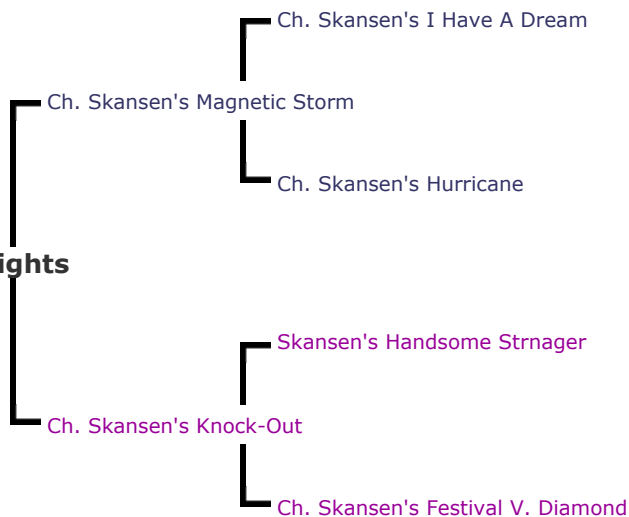 Ch. Skansen's I Have A Dream
Ch. Skansen's Magnetic Storm
Ch. Skansen's Hurricane
ights
Skansen's Handsome Strnager
Ch. Skansen's Knock-Out
Ch. Skansen's Festival V. Diamond